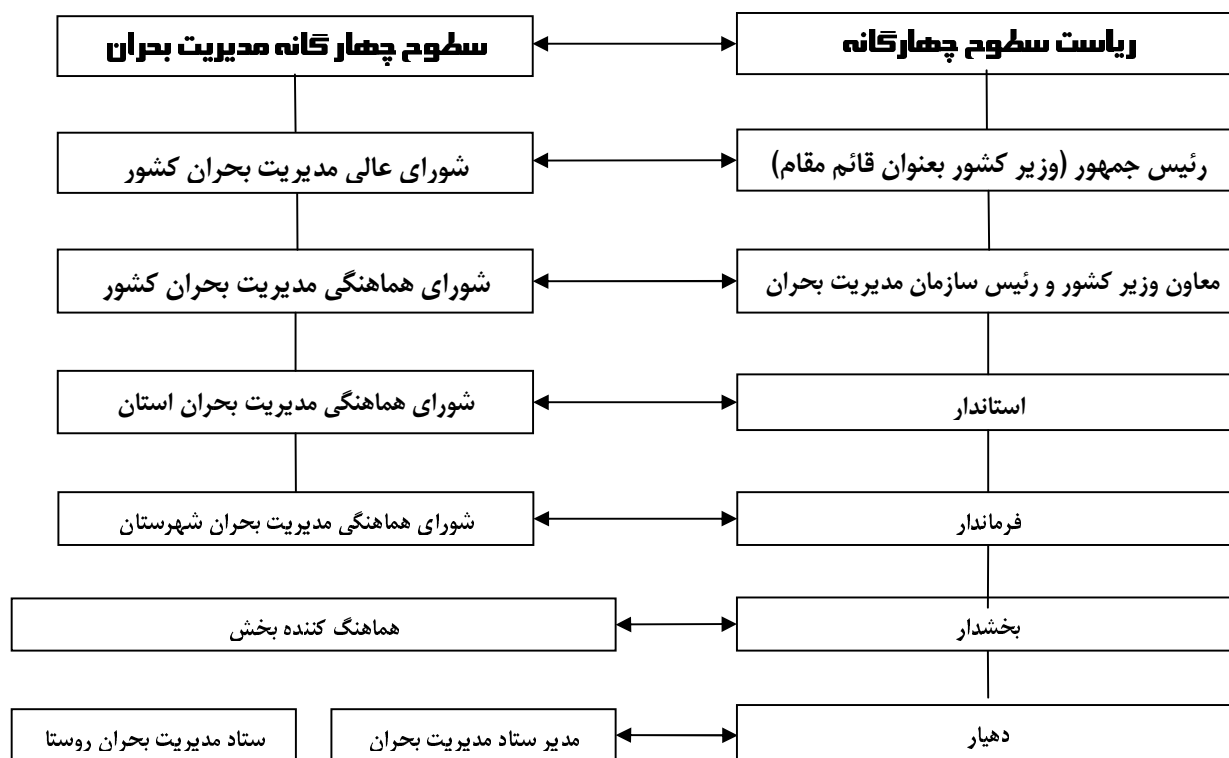 ریاست سطوح چهارگانه
سطوح چهار گانه مدیریت بحران
رئیس جمهور (وزیر کشور بعنوان قائم مقام)
شورای عالی مدیریت بحران کشور
معاون وزیر کشور و رئیس سازمان مدیریت بحران
شورای هماهنگی مدیریت بحران کشور
استاندار
شورای هماهنگی مدیریت بحران استان
فرماندار
شورای هماهنگی مدیریت بحران شهرستان
بخشدار
هماهنگ کننده بخش
دهیار
مدیر ستاد مدیریت بحران
ستاد مدیریت بحران روستا